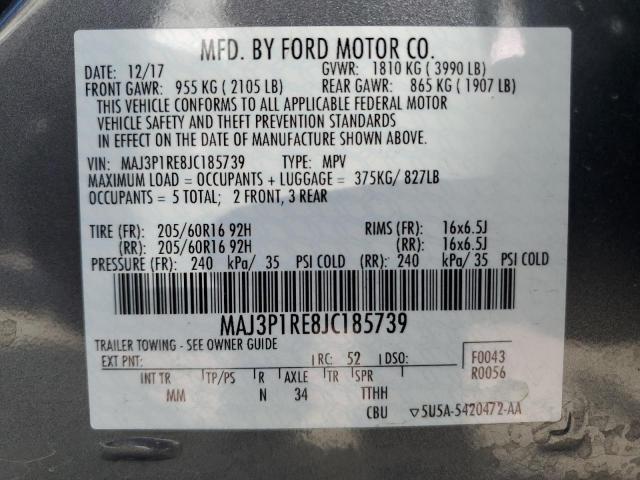 MFD. BY FORD MOTOR CO.
DATE: 12/17 GVWR: 1810 KG ( 3990 LB)
FRONT GAWR: 955 KG ( 2105 LB) REAR GAWR: 865 KG ( 1907 LB)
THIS VEHICLE CONFORMS TO ALL APPLICABLE FEDERAL MOTOR
VEHICLE SAFETY AND THEFT PREVENTION STANDARDS
IN EFFECT ON THE DATE OF MANUFACTURE SHOWN ABOVE.
VIN: MAJ3P1RE8JC185739 TYPE: MPV
MAXIMUM LOAD = OCCUPANTS + LUGGAGE = 375KG/ 827LB
OCCUPANTS = 5 TOTAL; 2 FRONT, 3 REAR
TIRE (FR): 205/60R16 92H RIMS (FR): 16x6.5J
(RR): 205/60R16 92H (RR): 16x6.5J
PRESSURE (FR): 240 kPa/ 35 PSI COLD (RR): 240 kPa/ 35 PSI COLD
MAJ3P1RE8JC185739
TRAILER TOWING - SEE OWNER GUIDE
EXT PNT: RC: 52 DSO: F0043
R0056
INT TR TP/PS R AXLE TR SPR
MM N 34 TTHH
CBU ▽5U5A-5420472-AA